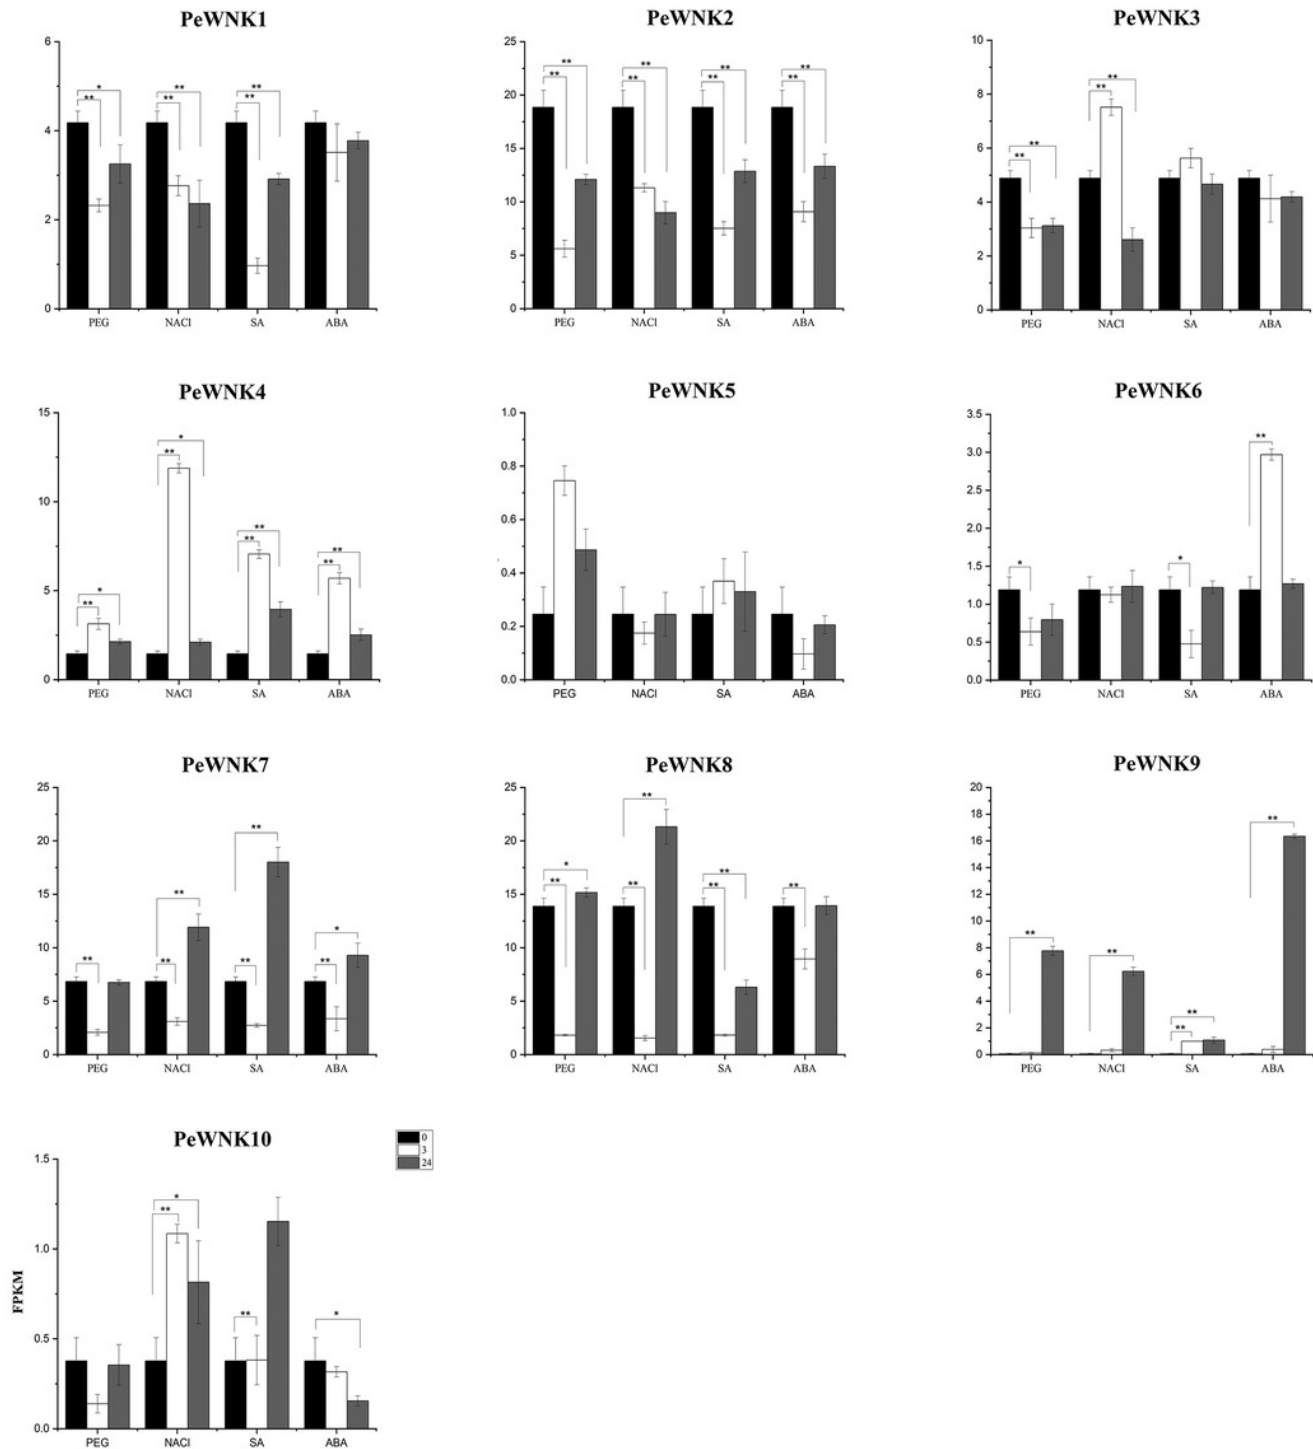 PeWNK1
PeWNK2
PeWNK3
6
4
2
0
* ** ** ** ** **
PEG NACl SA ABA
25
20
15
10
5
0
** ** ** ** ** ** ** **
PEG NACl SA ABA
10
8
6
4
2
0
** ** ** **
PEG NACl SA ABA
PeWNK4
PeWNK5
PeWNK6
15
10
5
0
* ** * ** ** ** ** **
PEG NACl SA ABA
1.0
0.8
0.6
0.4
0.2
0.0
PEG NACl SA ABA
3.5
3.0
2.5
2.0
1.5
1.0
0.5
0.0
* * **
PEG NACl SA ABA
PeWNK7
PeWNK8
PeWNK9
25
20
15
10
5
0
** ** ** ** ** * **
PEG NACl SA ABA
25
20
15
10
5
0
* ** ** ** ** ** **
PEG NACl SA ABA
20
18
16
14
12
10
8
6
4
2
0
** ** ** ** **
PEG NACl SA ABA
PeWNK10
0
3
24
1.5
1.0
0.5
0.0
FPKM
* ** ** *
PEG NACl SA ABA